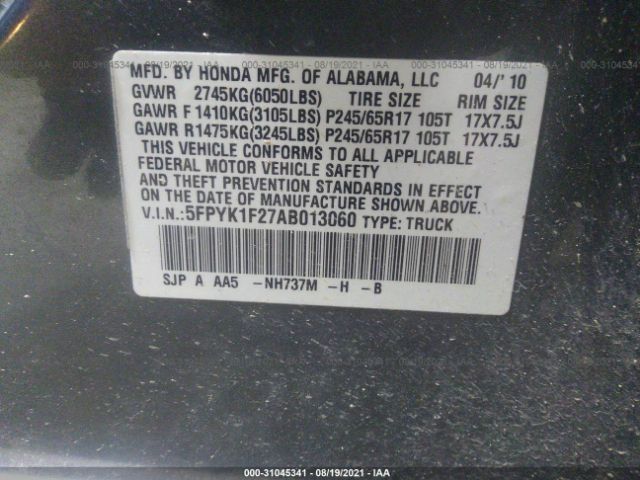 000-31045341 | 08/19/2021 - IAA
MFD. BY HONDA MFG. OF ALABAMA, LLC 04/' 10
GVWR 2745KG(6050LBS) TIRE SIZE RIM SIZE
GAWR F 1410KG(3105LBS) P245/65R17 105T 17X7.5J
GAWR R1475KG(3245LBS) P245/65R17 105T 17X7.5J
THIS VEHICLE CONFORMS TO ALL APPLICABLE
FEDERAL MOTOR VEHICLE SAFETY
AND THEFT PREVENTION STANDARDS IN EFFECT
ON THE DATE OF MANUFACTURE SHOWN ABOVE.
V.I.N.:5FPYK1F27AB013060 TYPE: TRUCK
SJP A AA5 -NH737M -H -B
000-31045341 | 08/19/2021 - IAA